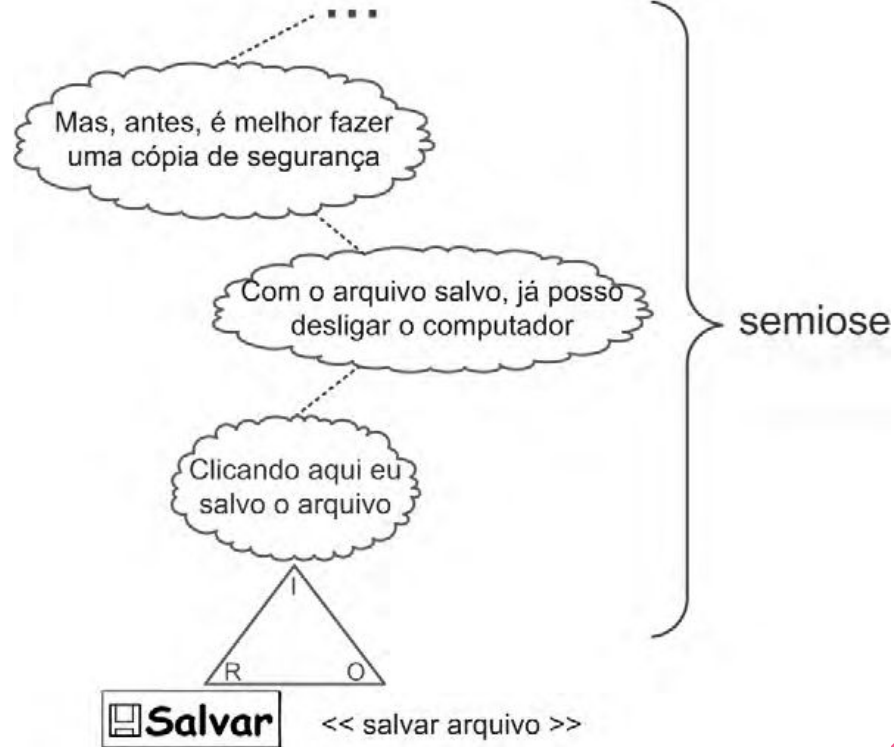 ...
Mas, antes, é melhor fazer
uma cópia de segurança
Com o arquivo salvo, já posso
desligar o computador
semiose
Clicando aqui eu
salvo o arquivo
I
R O
Salvar << salvar arquivo >>